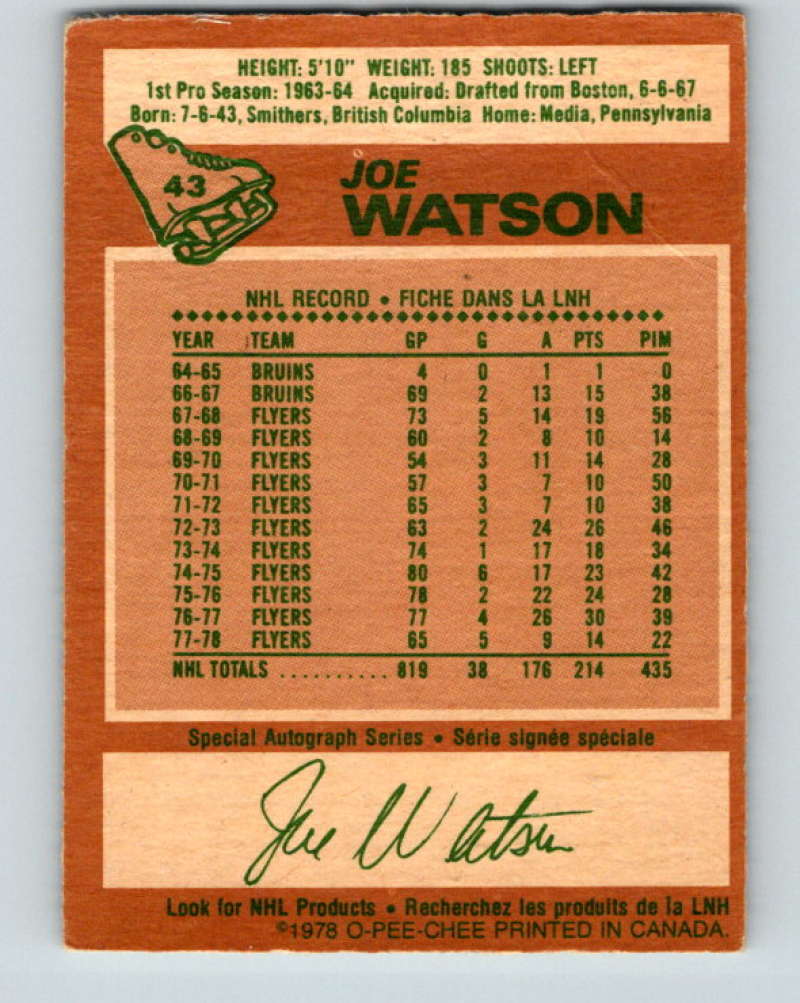 HEIGHT: 5'10" WEIGHT: 185 SHOOTS: LEFT
1st Pro Season: 1963-64 Acquired: Drafted from Boston, 6-6-67
Born: 7-6-43, Smithers, British Columbia Home: Media, Pennsylvania
43
JOE
WATSON
NHL RECORD • FICHE DANS LA LNH
YEAR TEAM GP G A PTS PIM
64-65 BRUINS 4 0 1 1 0
66-67 BRUINS 69 2 13 15 38
67-68 FLYERS 73 5 14 19 56
68-69 FLYERS 60 2 8 10 14
69-70 FLYERS 54 3 11 14 28
70-71 FLYERS 57 3 7 10 50
71-72 FLYERS 65 3 7 10 38
72-73 FLYERS 63 2 24 26 46
73-74 FLYERS 74 1 17 18 34
74-75 FLYERS 80 6 17 23 42
75-76 FLYERS 78 2 22 24 28
76-77 FLYERS 77 4 26 30 39
77-78 FLYERS 65 5 9 14 22
NHL TOTALS .......... 819 38 176 214 435
Special Autograph Series • Série signée spéciale
Joe Watson
Look for NHL Products • Recherchez les produits de la LNH
©1978 O-PEE-CHEE PRINTED IN CANADA.